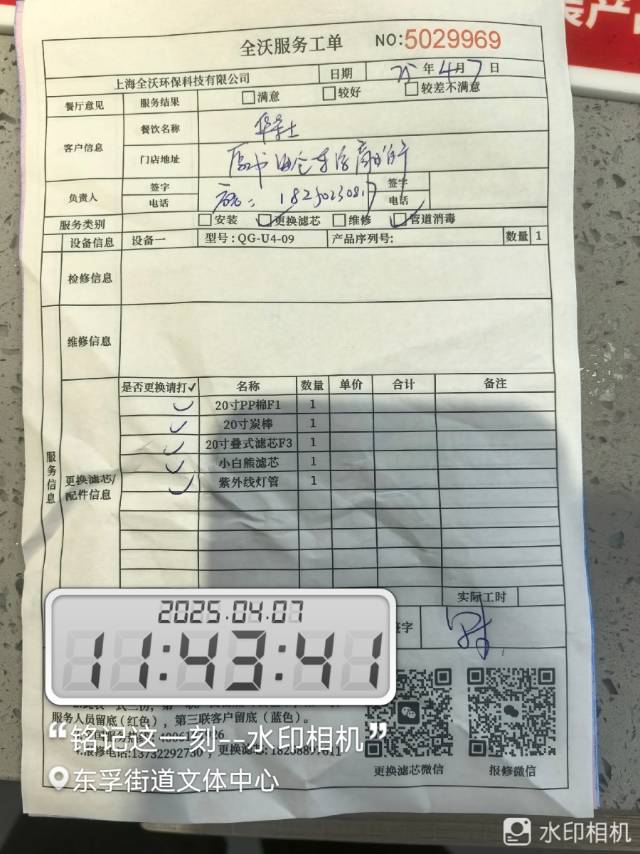 全沃服务工单 NO:5029969
上海全沃环保科技有限公司 日期 25年4月7日
餐厅意见 服务结果 满意 较好 较差不满意
客户信息 餐饮名称 华莱士
门店地址
负责人 签字 电话 签字 电话
服务类别 安装 更换滤芯 维修 管道消毒
设备信息 设备一 型号:QG-U4-09 产品序列号: 数量 1
检修信息
维修信息
服务信息
更换滤芯/配件信息
是否更换请打✓ 名称 数量 单价 合计 备注
✓ 20寸PP棉F1 1
✓ 20寸炭棒 1
✓ 20寸叠式滤芯F3 1
✓ 小白熊滤芯 1
✓ 紫外线灯管 1
实际工时
签字
2025.04.07
11:43:41
服务人员留底(红色),第三联客户留底(蓝色)。
“铭记这一刻--水印相机”
报修电话:13732292730,
更换滤芯微信 报修微信
东孚街道文体中心
水印相机